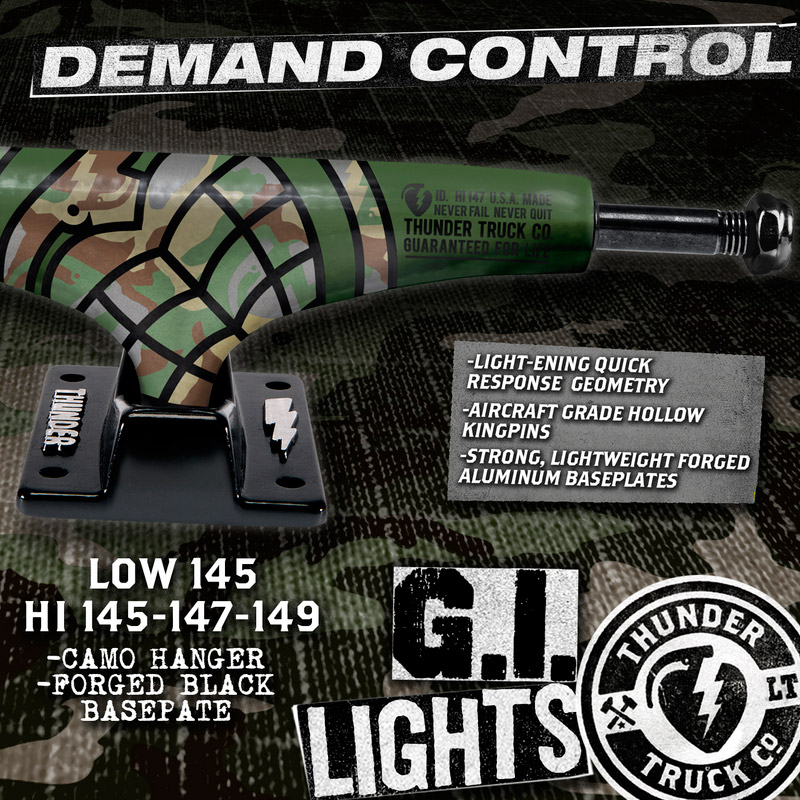 DEMAND CONTROL
ID. HI 147 U.S.A. MADE
NEVER FAIL NEVER QUIT
THUNDER TRUCK CO.
GUARANTEED FOR LIFE
THUNDER
-LIGHT-ENING QUICK
RESPONSE GEOMETRY
-AIRCRAFT GRADE HOLLOW
KINGPINS
-STRONG, LIGHTWEIGHT FORGED
ALUMINUM BASEPLATES
LOW 145
HI 145-147-149
-CAMO HANGER
-FORGED BLACK
BASEPATE
G.I.
LIGHTS
THUNDER
LT
TRUCK CO.